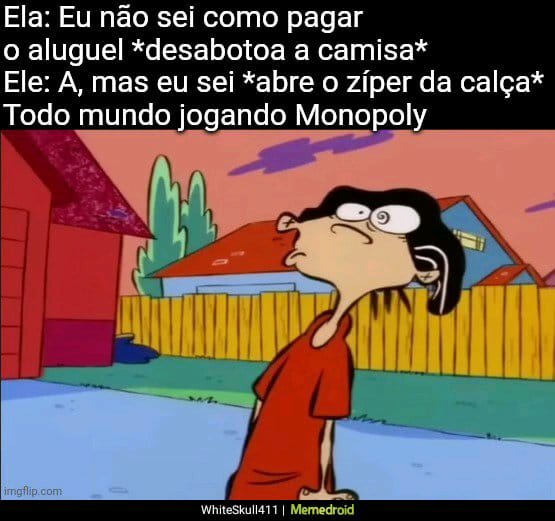 Ela: Eu não sei como pagar
o aluguel *desabotoa a camisa*
Ele: A, mas eu sei *abre o zíper da calça*
Todo mundo jogando Monopoly
imgflip.com
WhiteSkull411 | Memedroid